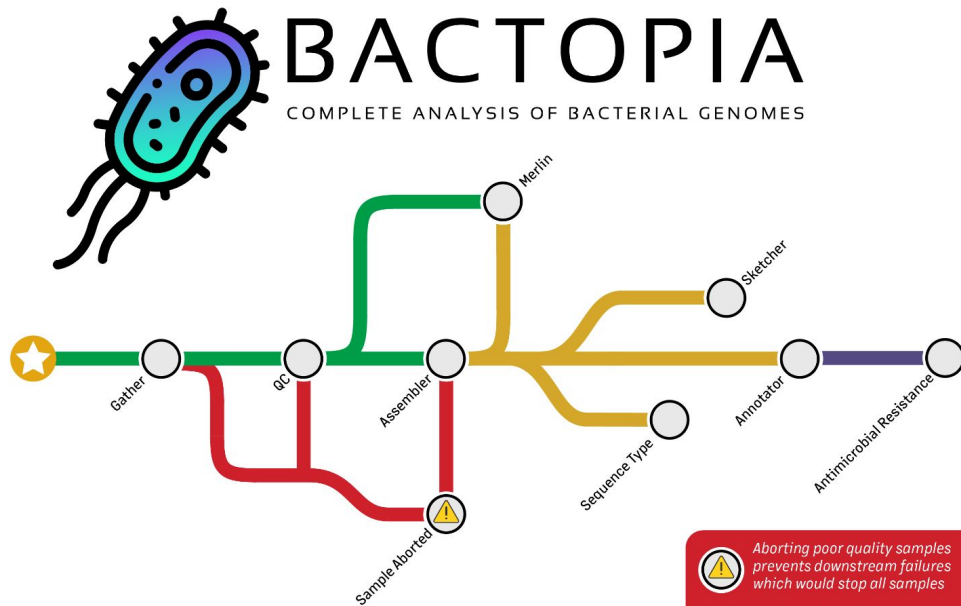 BACTOPIA
COMPLETE ANALYSIS OF BACTERIAL GENOMES
Merlin
Sketcher
Gather
QC
Assembler
Annotator
Antimicrobial Resistance
Sequence Type
Sample Aborted
Aborting poor quality samples
prevents downstream failures
which would stop all samples